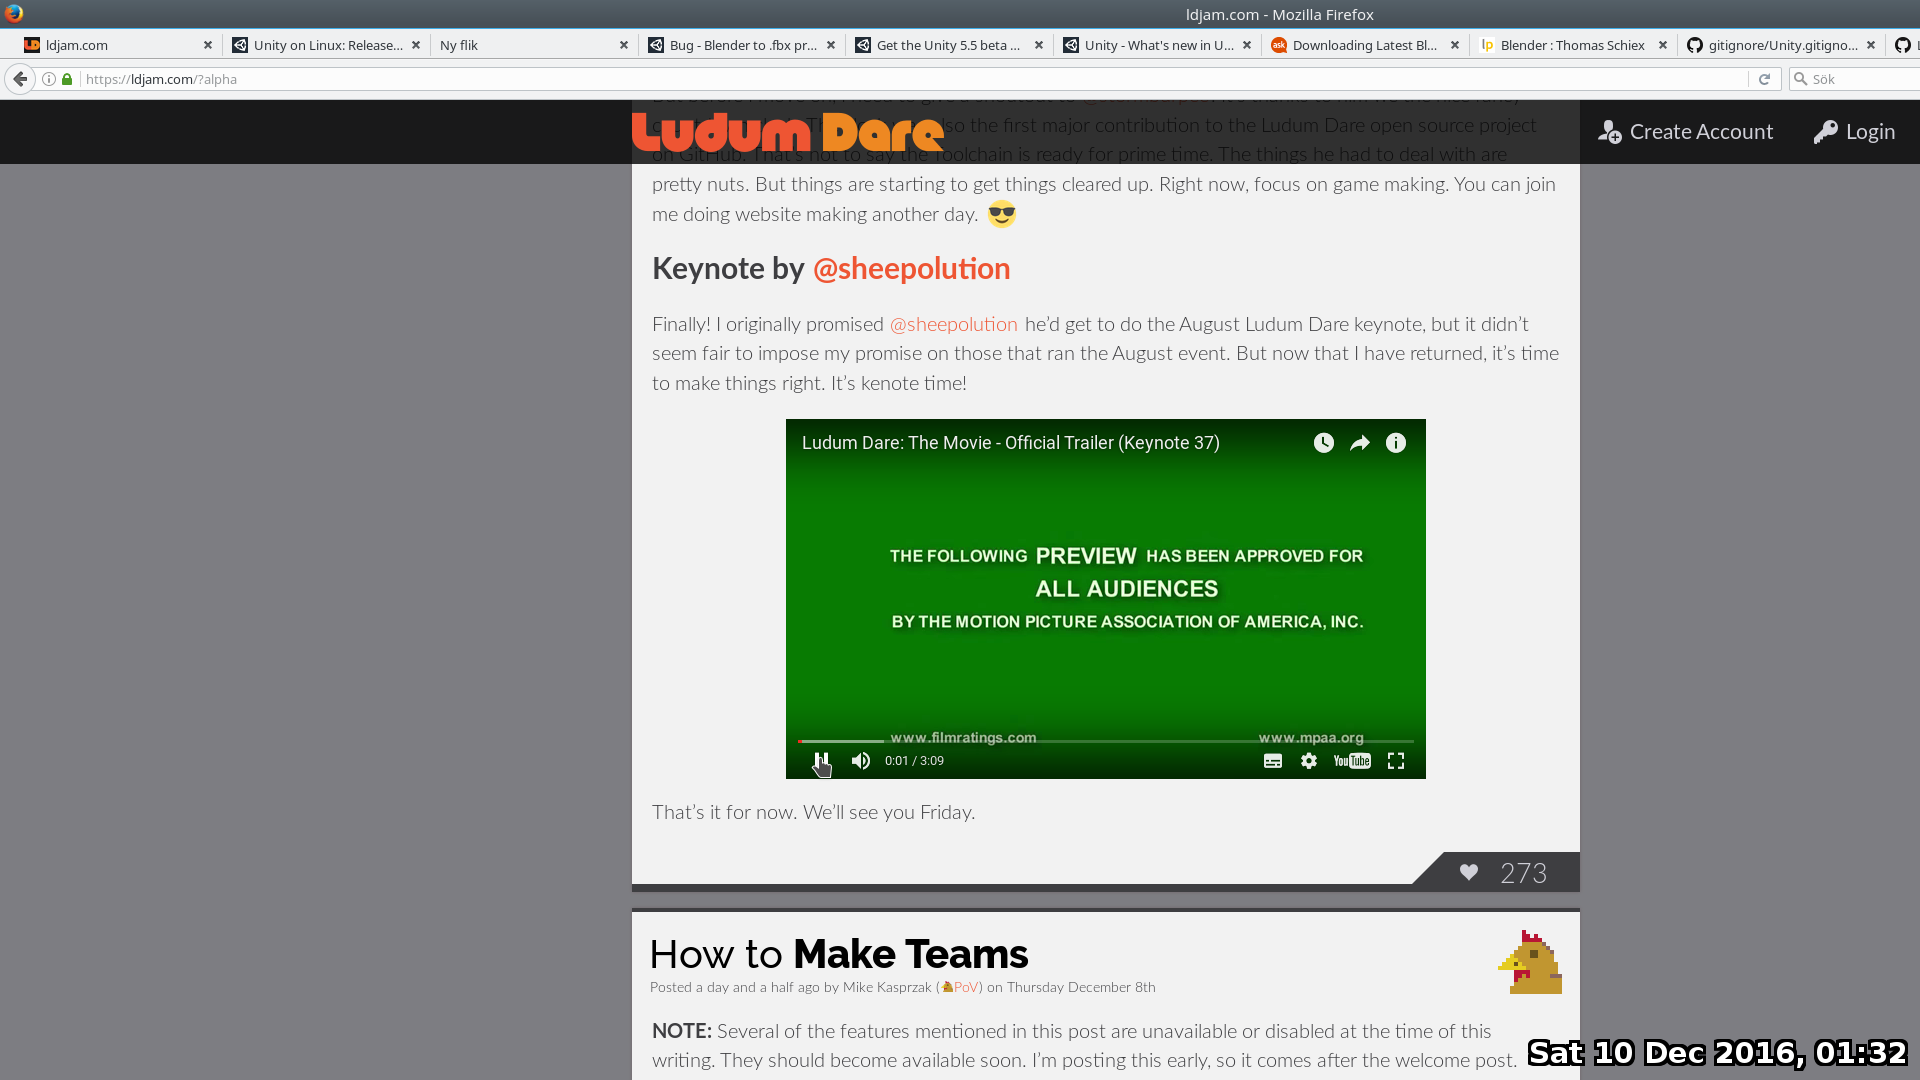 ldjam.com - Mozilla Firefox
ldjam.com
Unity on Linux: Release...
Ny flik
Bug - Blender to .fbx pr...
Get the Unity 5.5 beta ...
Unity - What's new in U...
Downloading Latest Bl...
Blender : Thomas Schiex
gitignore/Unity.gitigno...
https://ldjam.com/?alpha
Sök
Ludum Dare
Create Account
Login
also the first major contribution to the Ludum Dare open source project
on GitHub. That's not to say the Toolchain is ready for prime time. The things he had to deal with are
pretty nuts. But things are starting to get things cleared up. Right now, focus on game making. You can join
me doing website making another day.
Keynote by @sheepolution
Finally! I originally promised @sheepolution he’d get to do the August Ludum Dare keynote, but it didn’t
seem fair to impose my promise on those that ran the August event. But now that I have returned, it’s time
to make things right. It’s kenote time!
Ludum Dare: The Movie - Official Trailer (Keynote 37)
THE FOLLOWING PREVIEW HAS BEEN APPROVED FOR
ALL AUDIENCES
BY THE MOTION PICTURE ASSOCIATION OF AMERICA, INC.
www.filmratings.com
www.mpaa.org
0:01 / 3:09
YouTube
That’s it for now. We’ll see you Friday.
273
How to Make Teams
Posted a day and a half ago by Mike Kasprzak (PoV) on Thursday December 8th
NOTE: Several of the features mentioned in this post are unavailable or disabled at the time of this
writing. They should become available soon. I’m posting this early, so it comes after the welcome post.
Sat 10 Dec 2016, 01:32